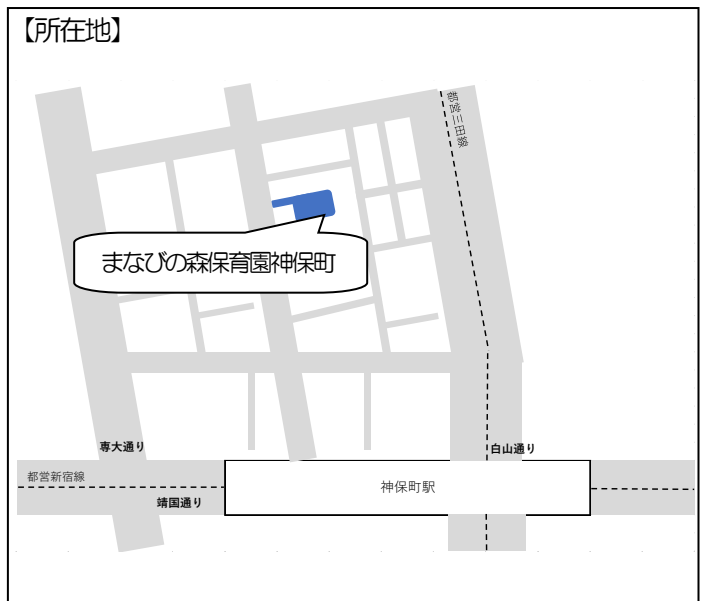 【所在地】
都営三田線
まなびの森保育園神保町
専大通り
白山通り
都営新宿線
神保町駅
靖国通り